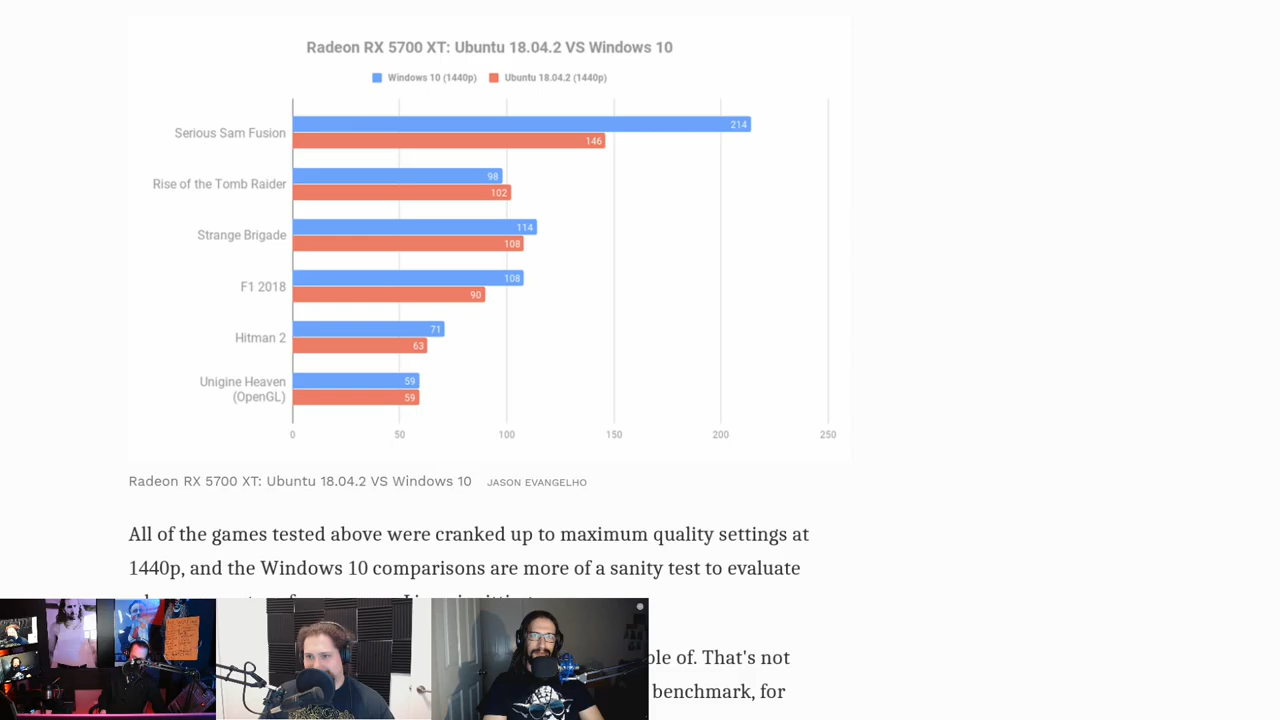 Radeon RX 5700 XT: Ubuntu 18.04.2 VS Windows 10
Windows 10 (1440p) Ubuntu 18.04.2 (1440p)
Serious Sam Fusion 214
146
Rise of the Tomb Raider 98
102
Strange Brigade 114
108
F1 2018 108
90
Hitman 2 71
63
Unigine Heaven 59
(OpenGL) 59
0 50 100 150 200 250
Radeon RX 5700 XT: Ubuntu 18.04.2 VS Windows 10 JASON EVANGELHO
All of the games tested above were cranked up to maximum quality settings at
1440p, and the Windows 10 comparisons are more of a sanity test to evaluate
ble of. That's not
benchmark, for